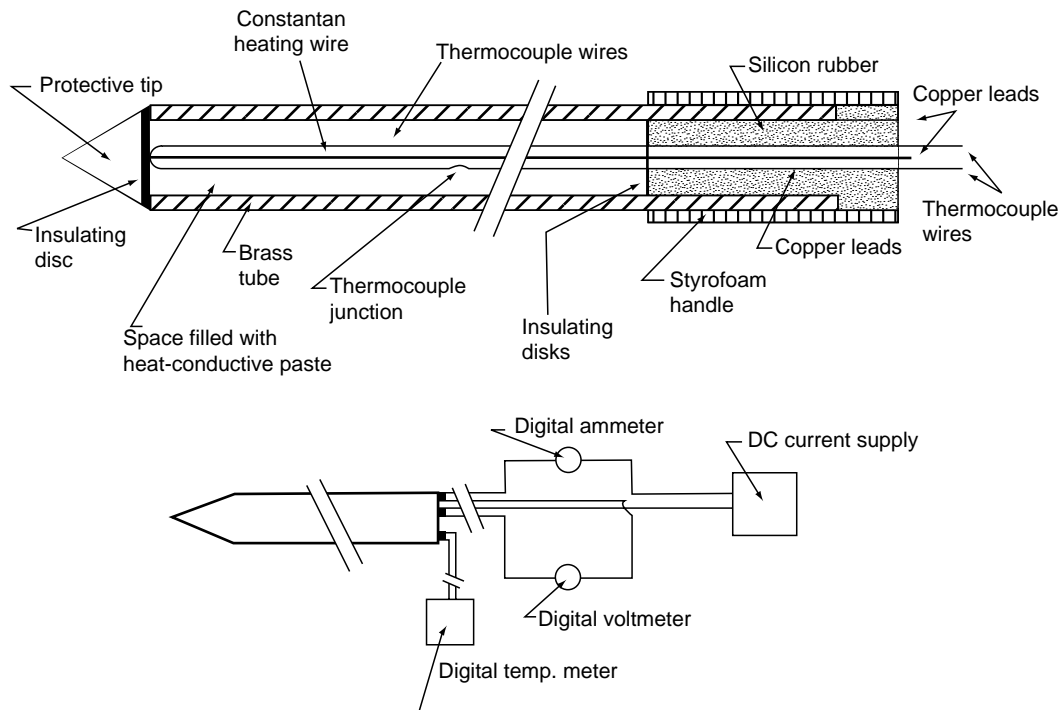 Constantan
heating wire
Thermocouple wires
Silicon rubber
Protective tip
Copper leads
Insulating
disc
Brass
tube
Thermocouple
junction
Space filled with
heat-conductive paste
Insulating
disks
Styrofoam
handle
Copper leads
Thermocouple
wires
Digital ammeter
DC current supply
Digital voltmeter
Digital temp. meter